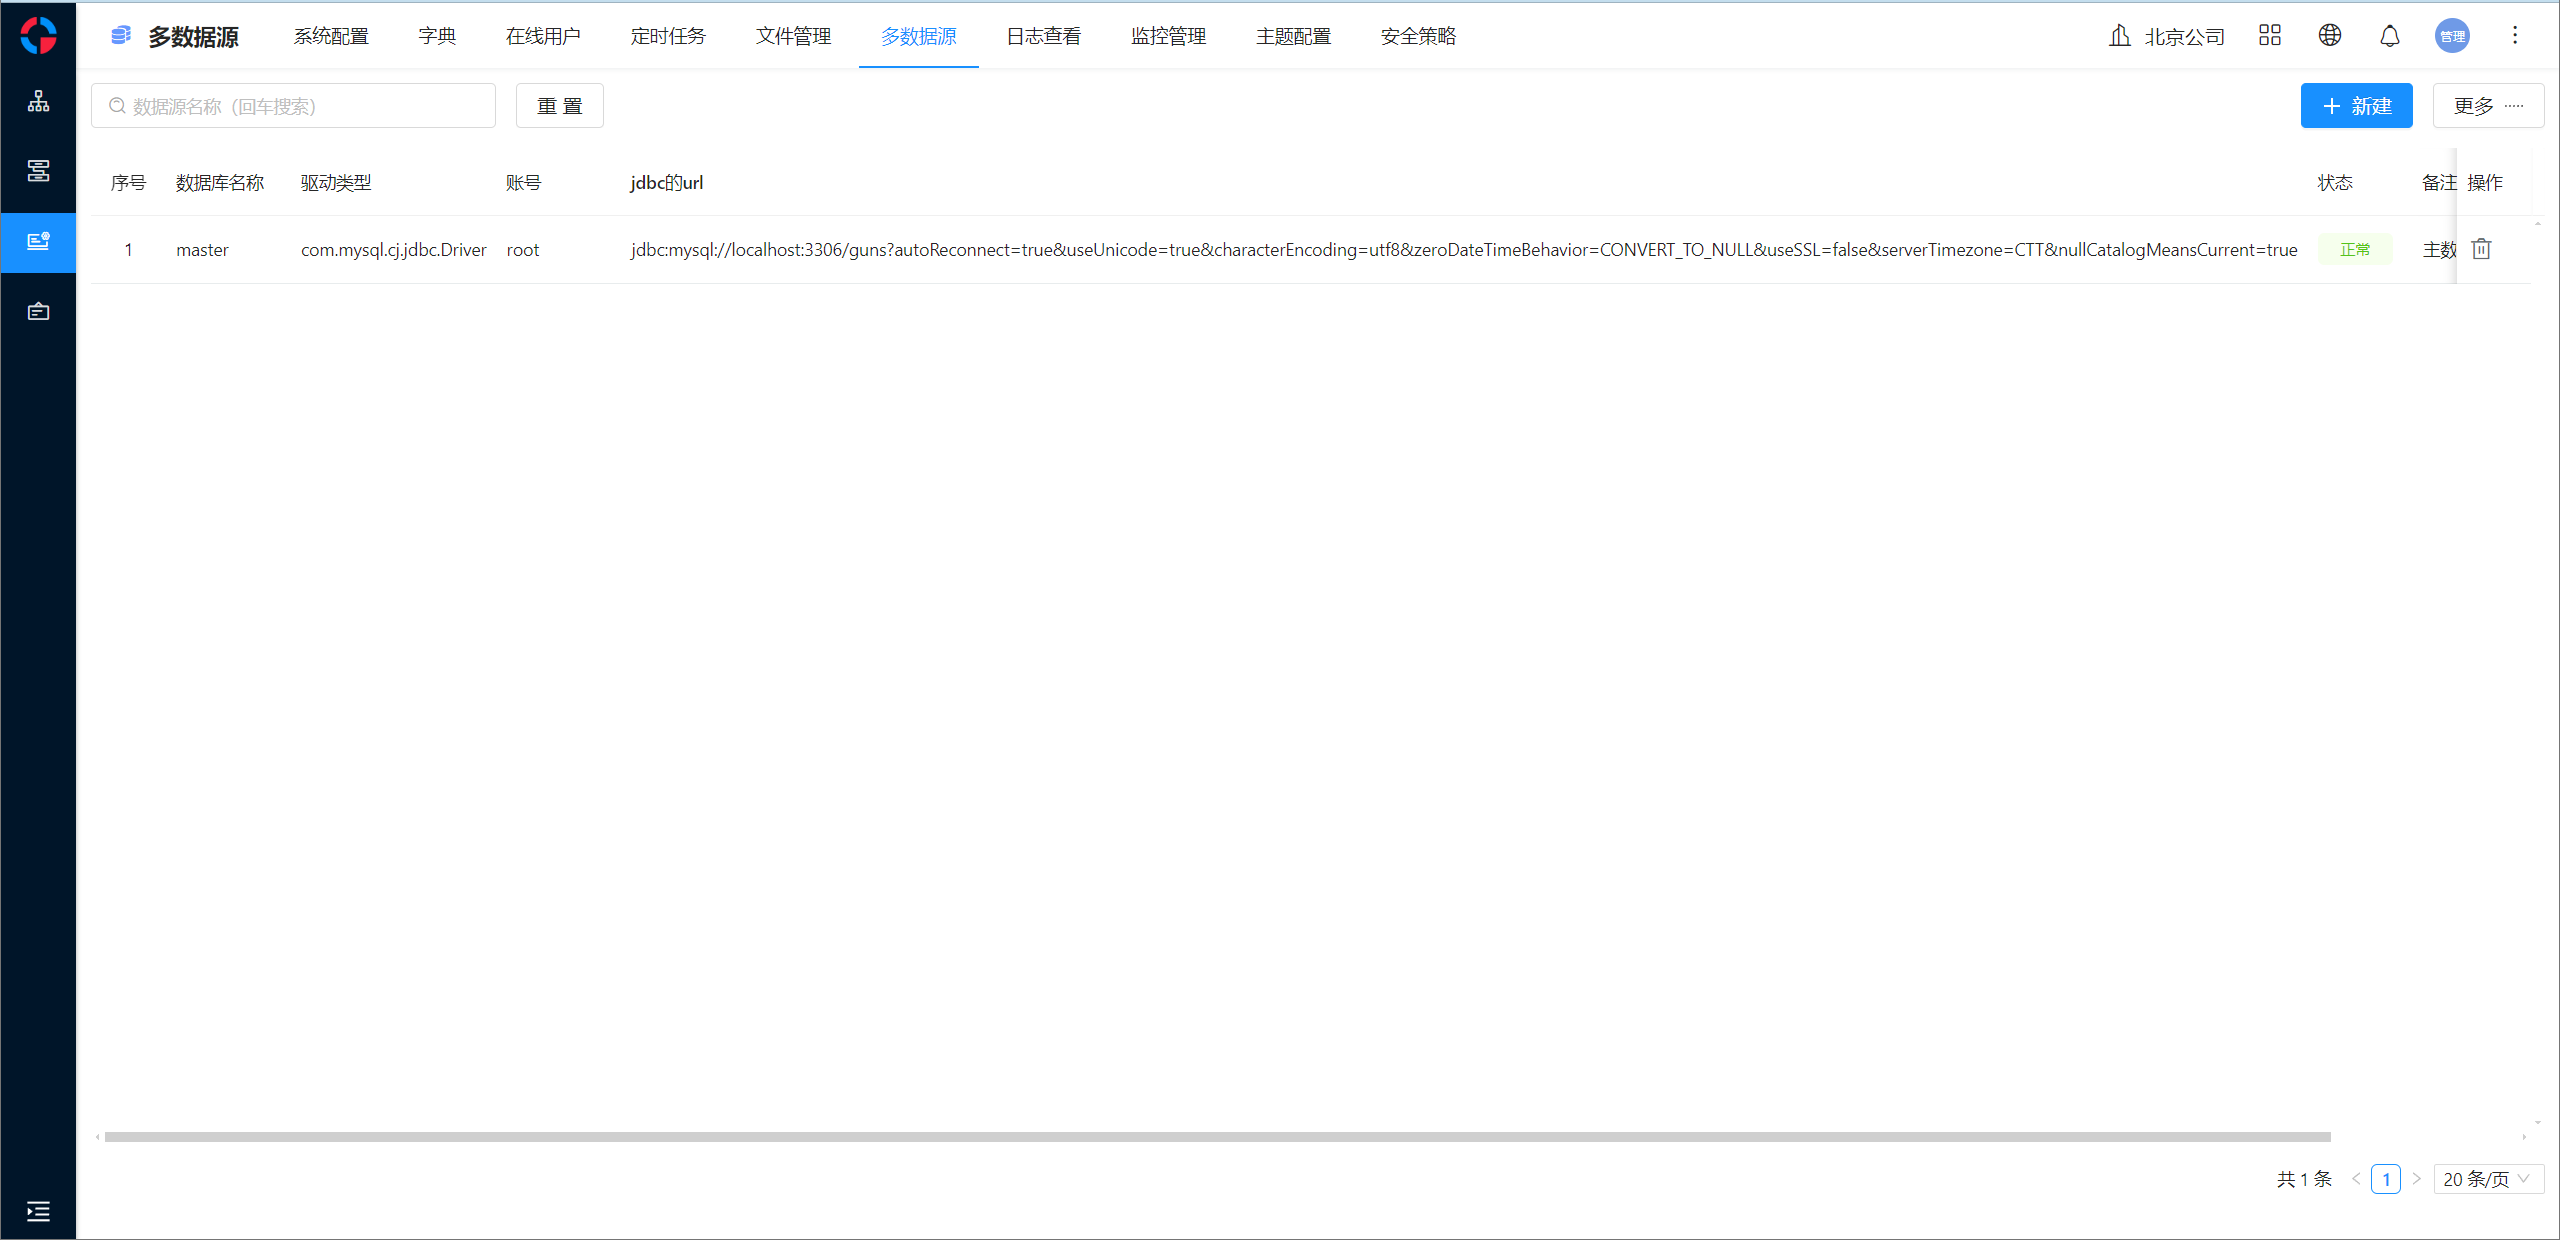 多数据源 系统配置 字典 在线用户 定时任务 文件管理 多数据源 日志查看 监控管理 主题配置 安全策略 北京公司 管理
数据源名称（回车搜索） 重 置 新建 更多 ·····
序号 数据库名称 驱动类型 账号 jdbc的url 状态 备注 操作
1 master com.mysql.cj.jdbc.Driver root jdbc:mysql://localhost:3306/guns?autoReconnect=true&useUnicode=true&characterEncoding=utf8&zeroDateTimeBehavior=CONVERT_TO_NULL&useSSL=false&serverTimezone=CTT&nullCatalogMeansCurrent=true 正常 主数
共 1 条 1 20 条/页